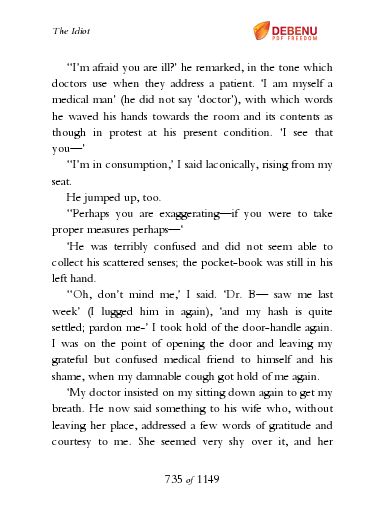 The Idiot
DEBENU
PDF FREEDOM
‘‘I’m afraid you are ill?’ he remarked, in the tone which
doctors use when they address a patient. ‘I am myself a
medical man’ (he did not say ‘doctor’), with which words
he waved his hands towards the room and its contents as
though in protest at his present condition. ‘I see that
you—’
‘‘I’m in consumption,’ I said laconically, rising from my
seat.
He jumped up, too.
‘‘Perhaps you are exaggerating—if you were to take
proper measures perhaps—‘
‘He was terribly confused and did not seem able to
collect his scattered senses; the pocket-book was still in his
left hand.
‘‘Oh, don’t mind me,’ I said. ‘Dr. B— saw me last
week’ (I lugged him in again), ‘and my hash is quite
settled; pardon me-’ I took hold of the door-handle again.
I was on the point of opening the door and leaving my
grateful but confused medical friend to himself and his
shame, when my damnable cough got hold of me again.
‘My doctor insisted on my sitting down again to get my
breath. He now said something to his wife who, without
leaving her place, addressed a few words of gratitude and
courtesy to me. She seemed very shy over it, and her
735 of 1149